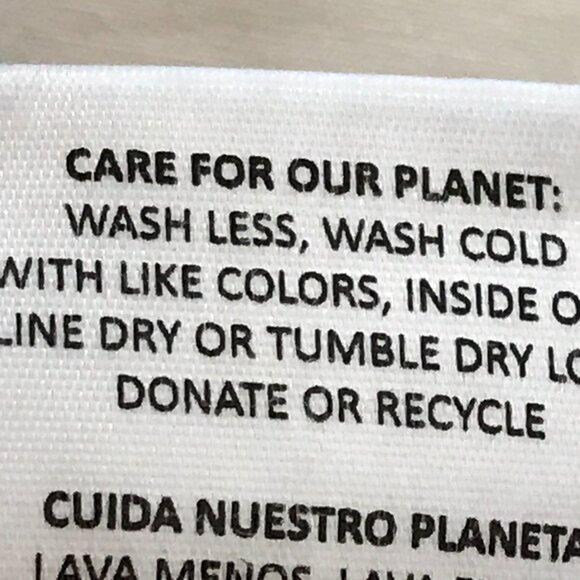 CARE FOR OUR PLANET:
WASH LESS, WASH COLD
WITH LIKE COLORS, INSIDE O
LINE DRY OR TUMBLE DRY LO
DONATE OR RECYCLE
CUIDA NUESTRO PLANETA
LAVA MENOS, LAVA